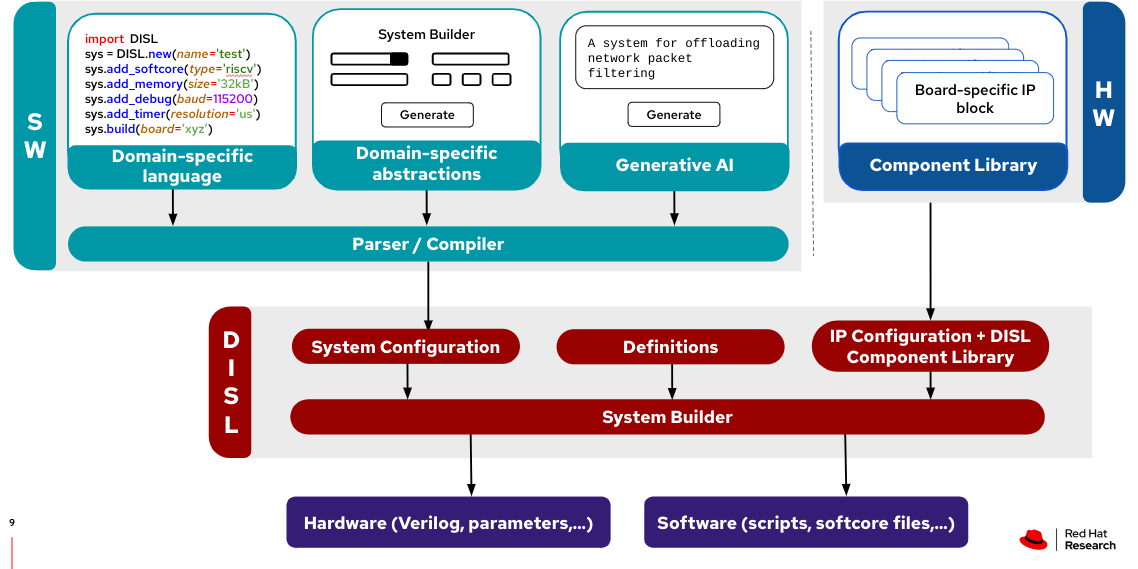 SW
import DISL
sys = DISL.new(name='test')
sys.add_softcore(type='riscv')
sys.add_memory(size='32kB')
sys.add_debug(baud=115200)
sys.add_timer(resolution='us')
sys.build(board='xyz')
Domain-specific
language
System Builder
Generate
Domain-specific
abstractions
A system for offloading
network packet
filtering
Generate
Generative AI
Board-specific IP
block
Component Library
HW
Parser / Compiler
DISL
System Configuration
Definitions
IP Configuration + DISL
Component Library
System Builder
Hardware (Verilog, parameters,...)
Software (scripts, softcore files,...)
9
Red Hat
Research